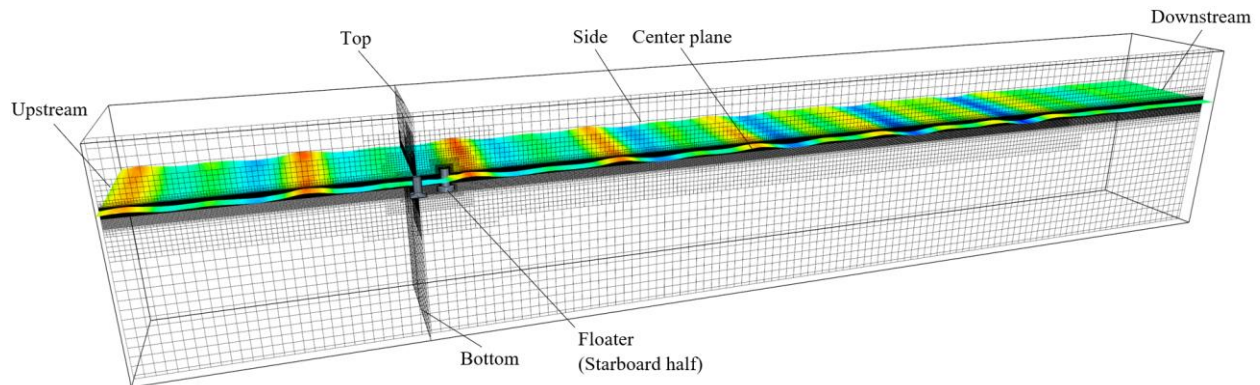 Downstream
Top
Side
Center plane
Upstream
Floater
(Starboard half)
Bottom